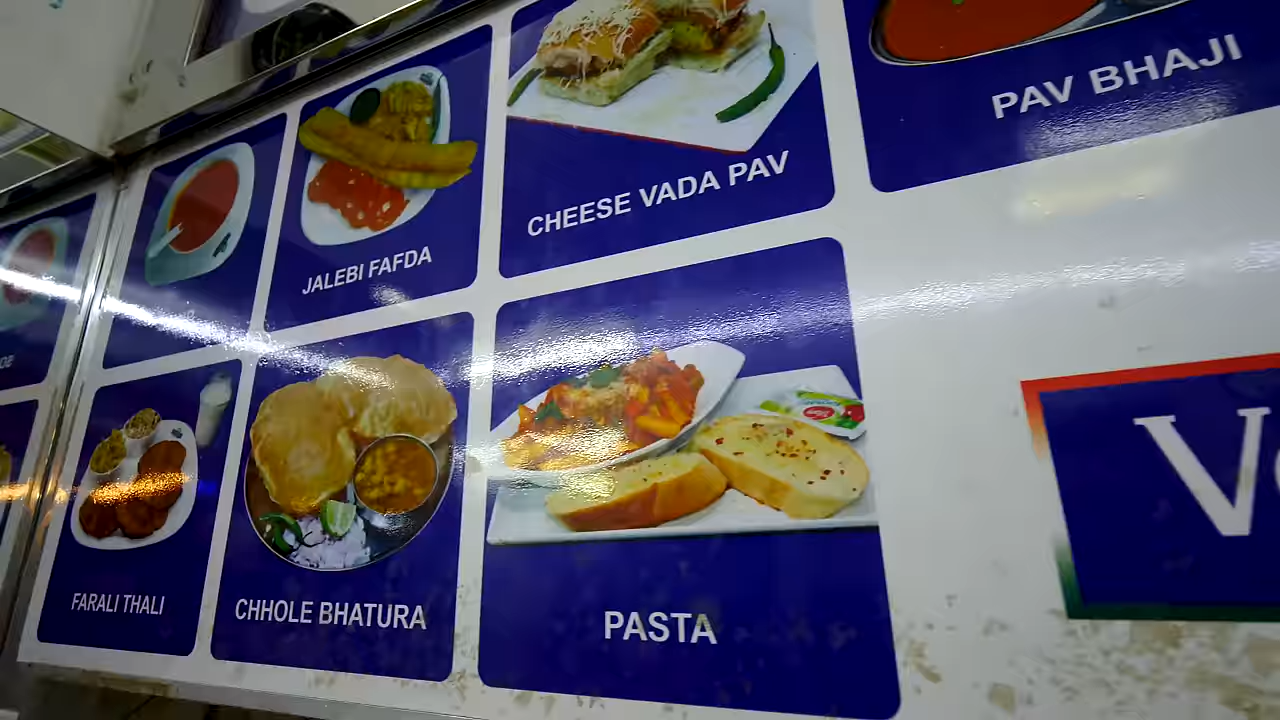 PAV BHAJI
CHEESE VADA PAV
JALEBI FAFDA
FARALI THALI
CHHOLE BHATURA
PASTA